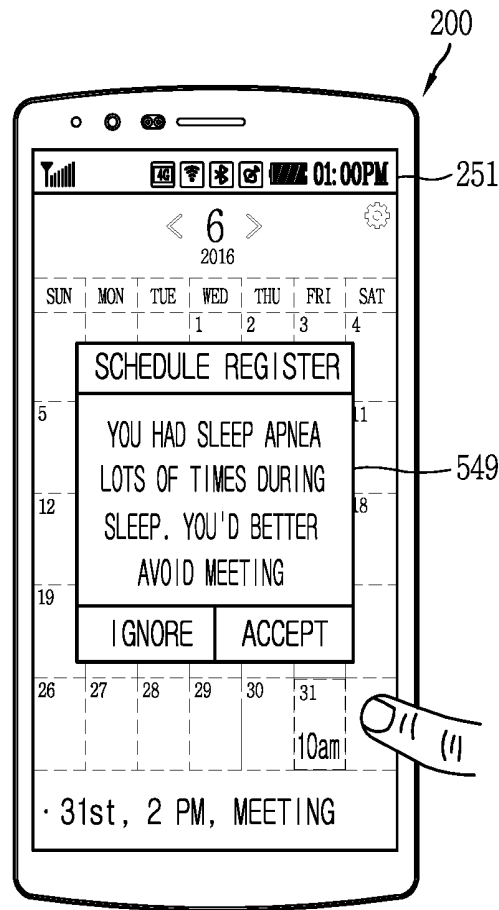 200
4G 01:00PM
251
< 6 >
2016
SUN MON TUE WED THU FRI SAT
1 2 3 4
SCHEDULE REGISTER
5 11
YOU HAD SLEEP APNEA
LOTS OF TIMES DURING
549
12 18
SLEEP. YOU'D BETTER
AVOID MEETING
19
IGNORE ACCEPT
26 27 28 29 30 31
10am
· 31st, 2 PM, MEETING